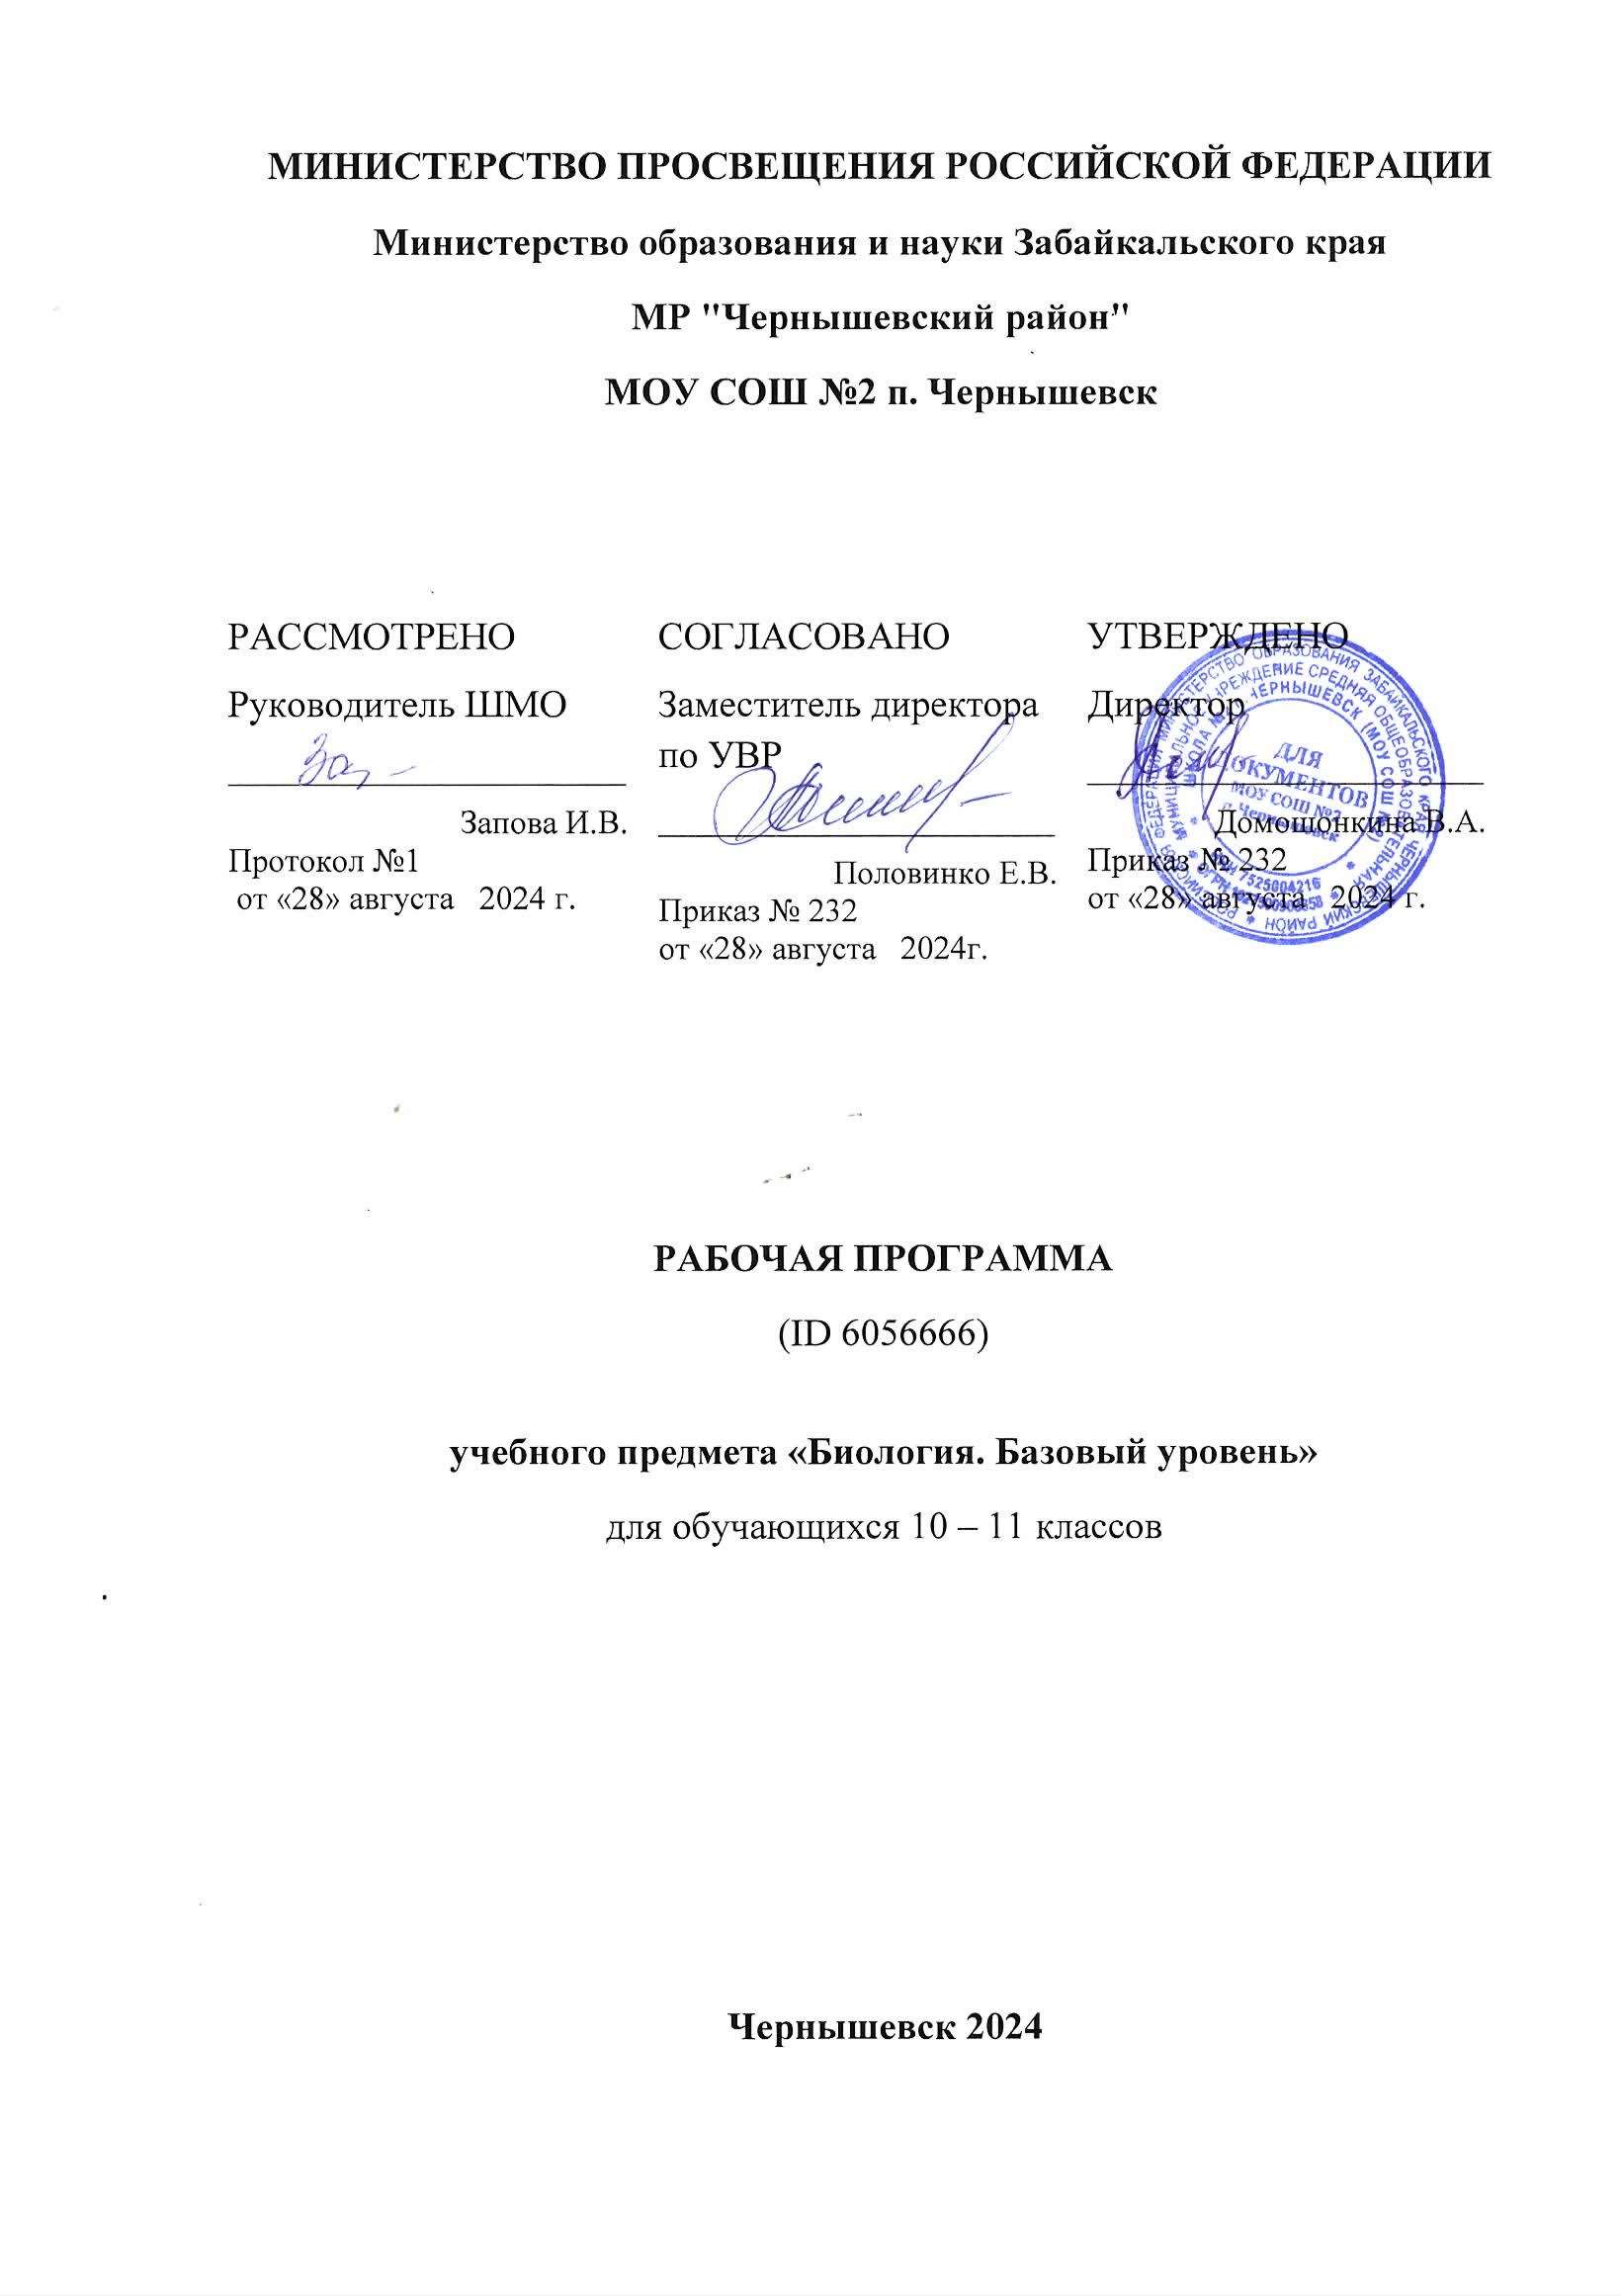 МИНИСТЕРСТВО ПРОСВЕЩЕНИЯ РОССИЙСКОЙ ФЕДЕРАЦИИ
Министерство образования и науки Забайкальского края
МР "Чернышевский район"
МОУ СОШ №2 п. Чернышевск
РАССМОТРЕНО
Руководитель ШМО
Запова И.В.
Протокол №1
от «28» августа 2024 г.
СОГЛАСОВАНО
Заместитель директора
по УВР
Половинко Е.В.
Приказ № 232
от «28» августа 2024г.
УТВЕРЖДЕНО
Директор
Домошонкина В.А.
Приказ № 232
от «28» августа 2024 г.
ДЛЯ
ДОКУМЕНТОВ
МОУ СОШ №2
п. Чернышевск
РАБОЧАЯ ПРОГРАММА
(ID 6056666)
учебного предмета «Биология. Базовый уровень»
для обучающихся 10 – 11 классов
Чернышевск 2024